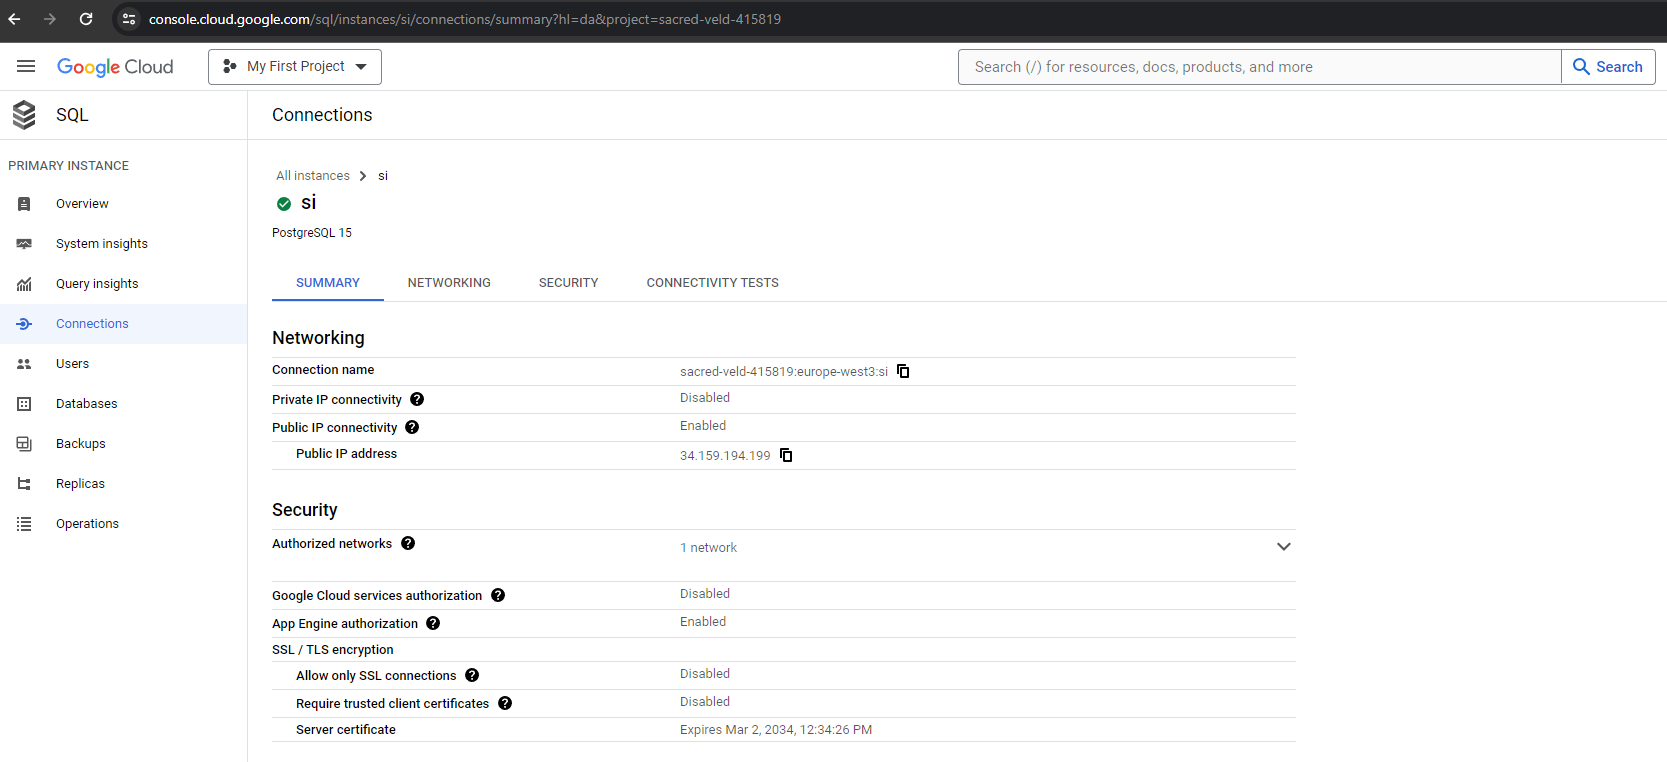 console.cloud.google.com/sql/instances/si/connections/summary?hl=da&project=sacred-veld-415819
Google Cloud
My First Project
Search (/) for resources, docs, products, and more
Search
SQL
Connections
PRIMARY INSTANCE
Overview
System insights
Query insights
Connections
Users
Databases
Backups
Replicas
Operations
All instances
si
si
PostgreSQL 15
SUMMARY NETWORKING SECURITY CONNECTIVITY TESTS
Networking
Connection name sacred-veld-415819:europe-west3:si
Private IP connectivity ? Disabled
Public IP connectivity ? Enabled
Public IP address 34.159.194.199
Security
Authorized networks ? 1 network
Google Cloud services authorization ? Disabled
App Engine authorization ? Enabled
SSL / TLS encryption
Allow only SSL connections ? Disabled
Require trusted client certificates ? Disabled
Server certificate Expires Mar 2, 2034, 12:34:26 PM